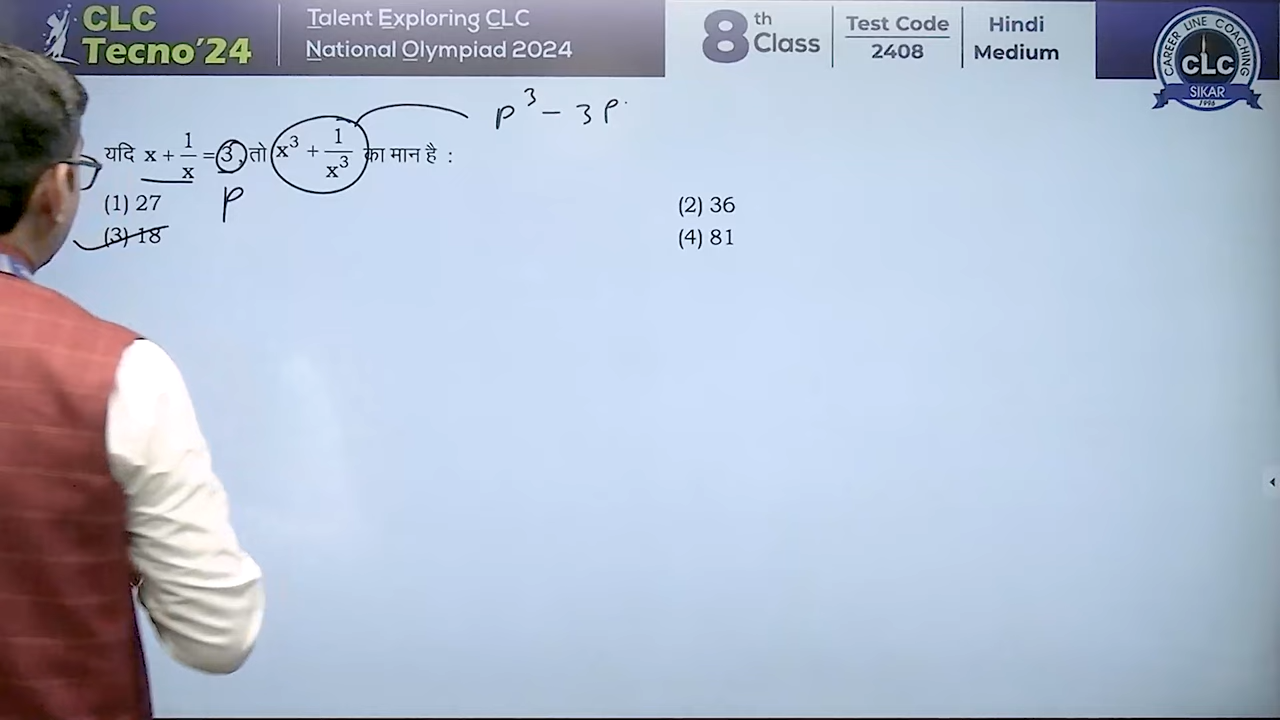 CLC
Tecno'24
Talent Exploring CLC
National Olympiad 2024
8th Class
Test Code
2408
Hindi
Medium
CAREER LINE COACHING
CLC
SIKAR
1996
p³ - 3p
यदि x + 1/x = 3, तो x³ + 1/x³ का मान है :
p
(1) 27
(2) 36
(3) 18
(4) 81